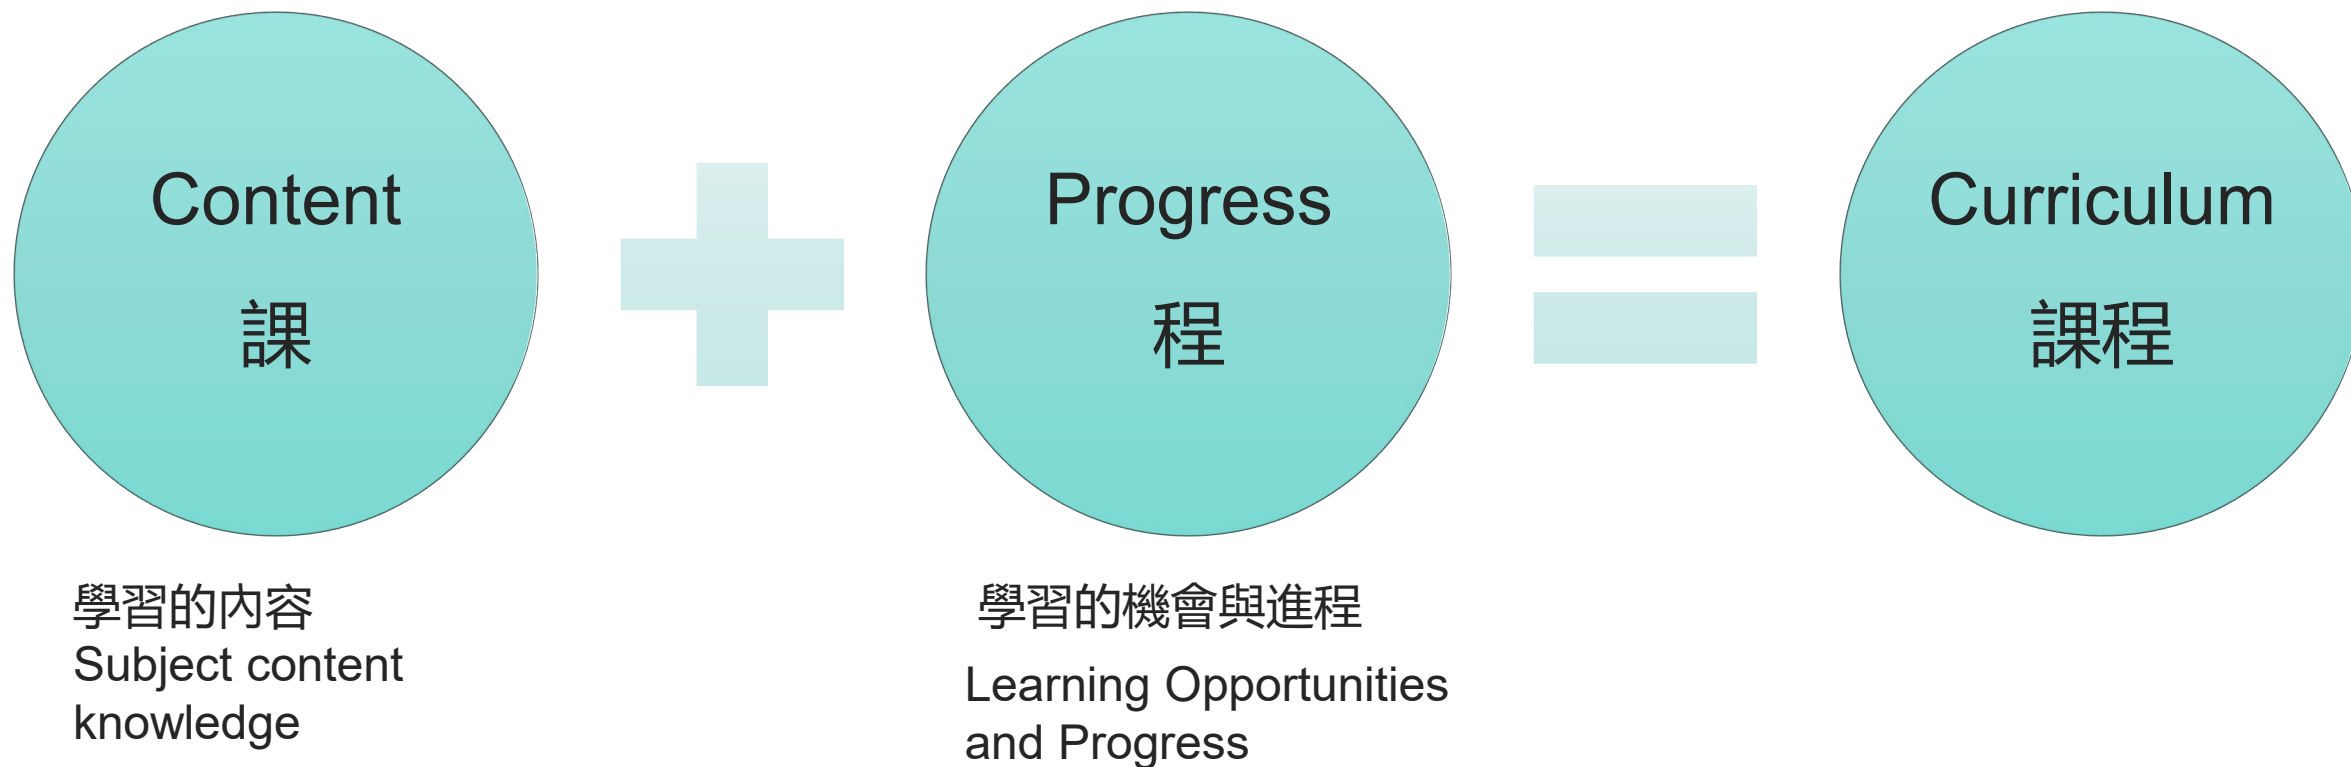 Content
課
Progress
程
Curriculum
課程
學習的內容
Subject content
knowledge
學習的機會與進程
Learning Opportunities
and Progress